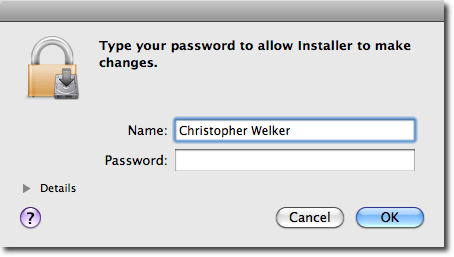 Type your password to allow Installer to make
changes.
Name: Christopher Welker
Password:
Details
? Cancel OK